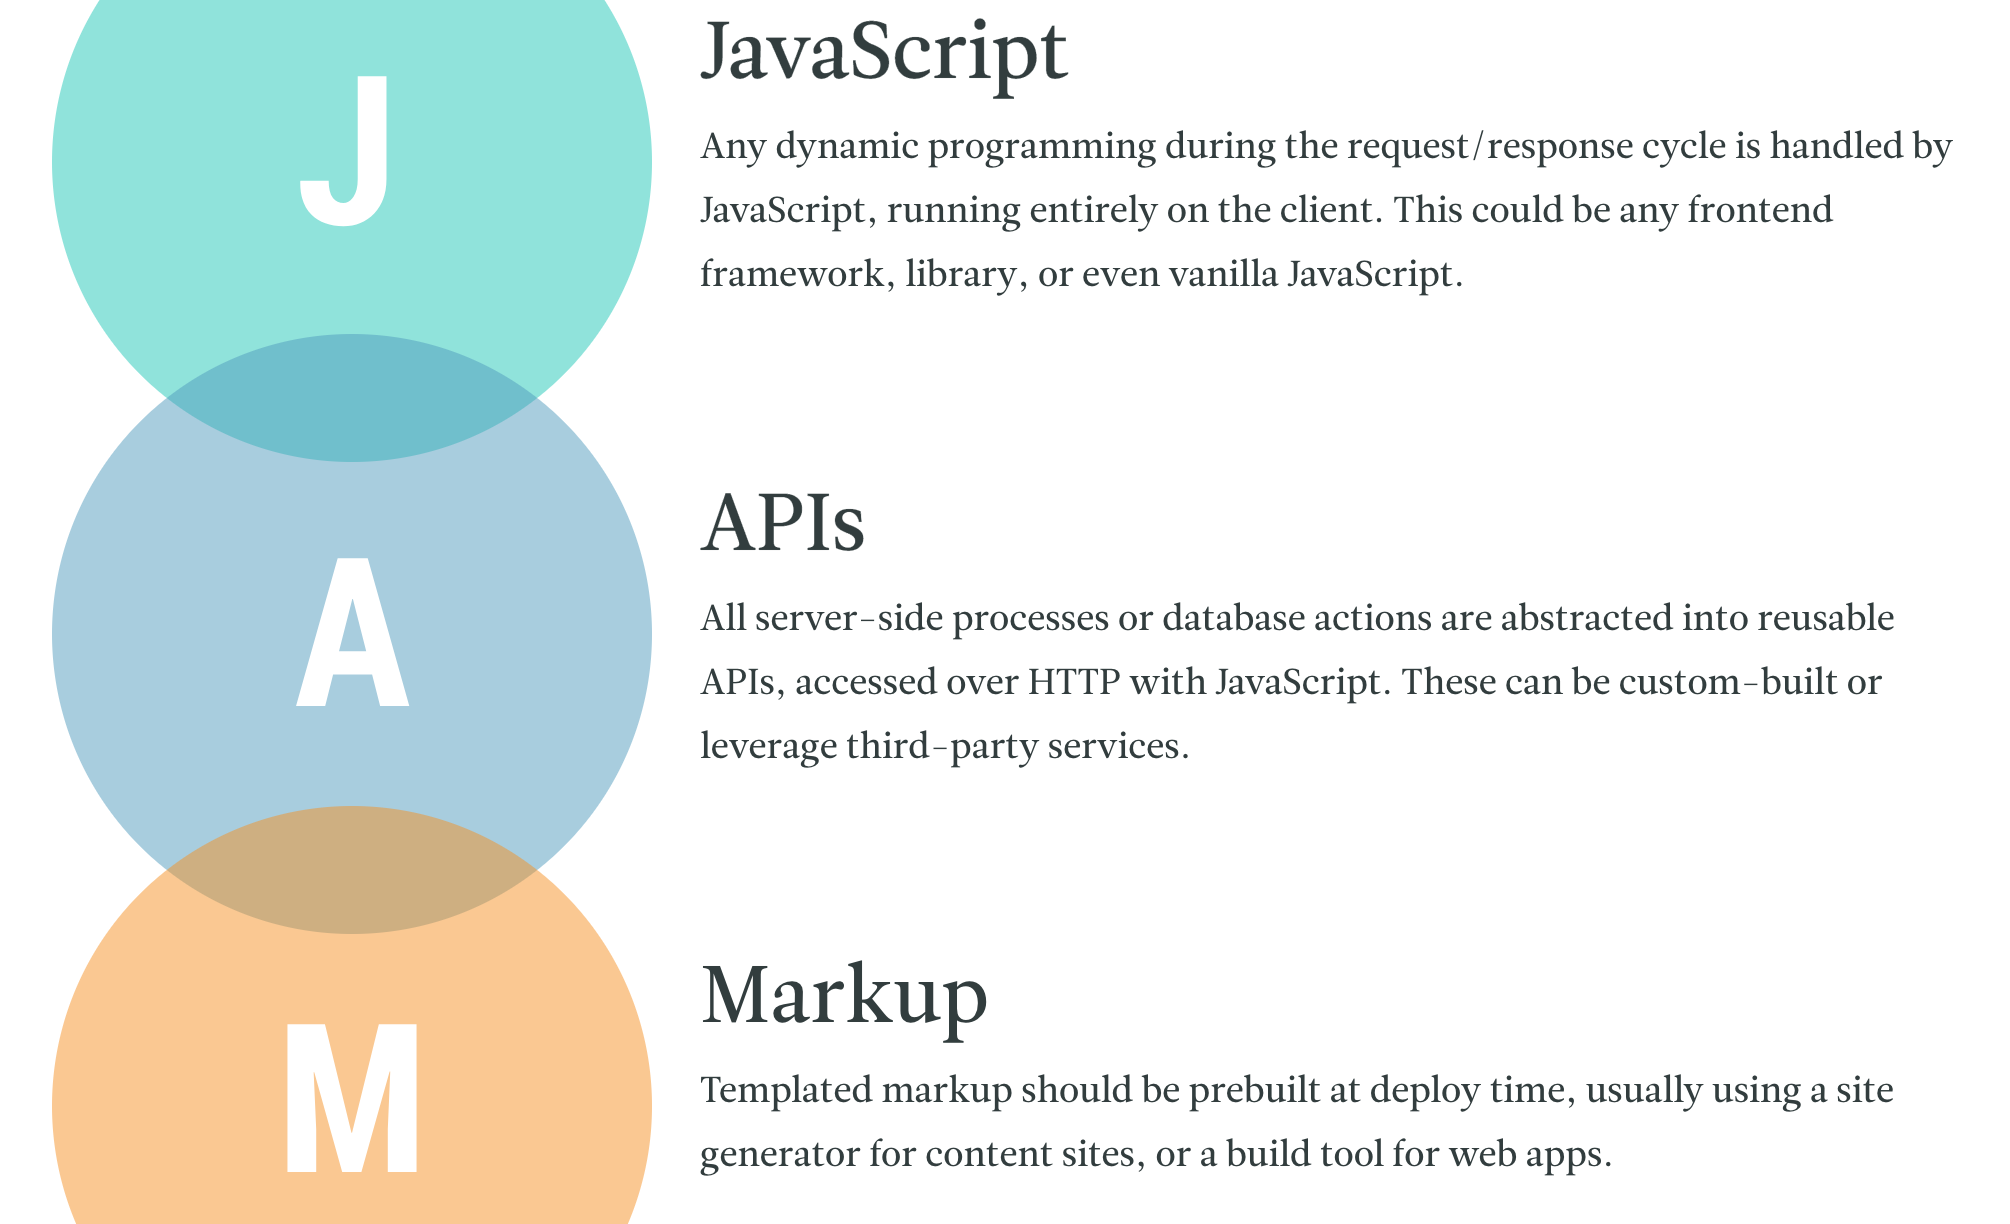 J
JavaScript
Any dynamic programming during the request/response cycle is handled by
JavaScript, running entirely on the client. This could be any frontend
framework, library, or even vanilla JavaScript.
A
APIs
All server-side processes or database actions are abstracted into reusable
APIs, accessed over HTTP with JavaScript. These can be custom-built or
leverage third-party services.
M
Markup
Templated markup should be prebuilt at deploy time, usually using a site
generator for content sites, or a build tool for web apps.